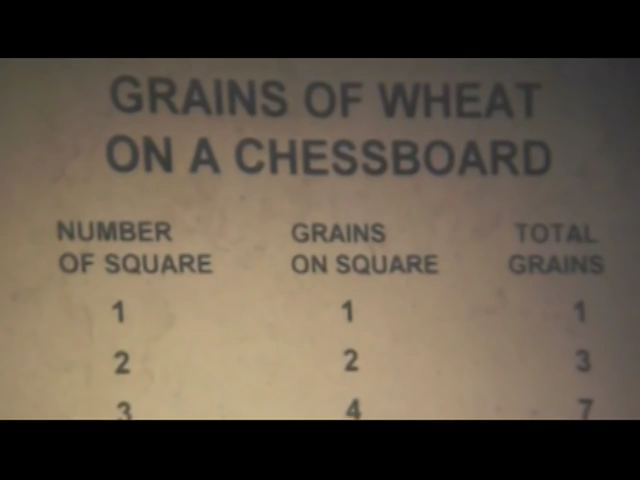 GRAINS OF WHEAT
ON A CHESSBOARD
NUMBER GRAINS TOTAL
OF SQUARE ON SQUARE GRAINS
1 1 1
2 2 3
3 4 7